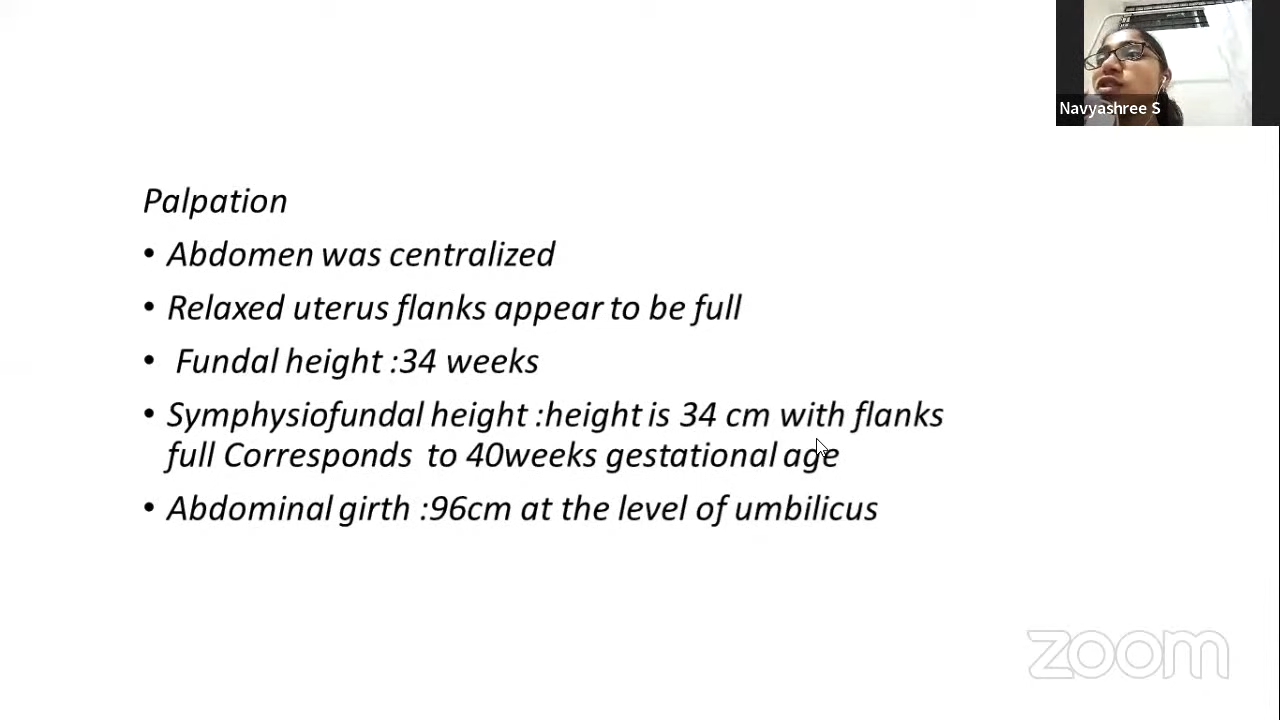 Navyashree S
Palpation
• Abdomen was centralized
• Relaxed uterus flanks appear to be full
• Fundal height :34 weeks
• Symphysiofundal height :height is 34 cm with flanks
full Corresponds to 40weeks gestational age
• Abdominal girth :96cm at the level of umbilicus
zoom